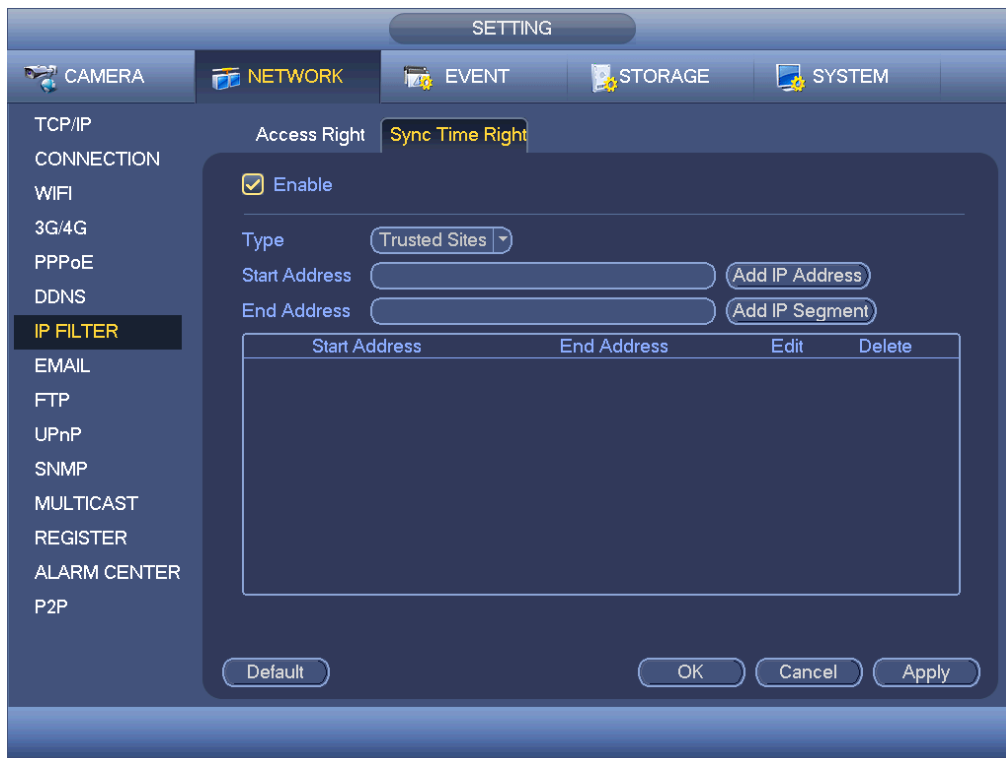 SETTING
CAMERA NETWORK EVENT STORAGE SYSTEM
TCP/IP
CONNECTION
WIFI
3G/4G
PPPoE
DDNS
IP FILTER
EMAIL
FTP
UPnP
SNMP
MULTICAST
REGISTER
ALARM CENTER
P2P
Access Right Sync Time Right
Enable
Type Trusted Sites
Start Address Add IP Address
End Address Add IP Segment
Start Address End Address Edit Delete
Default OK Cancel Apply